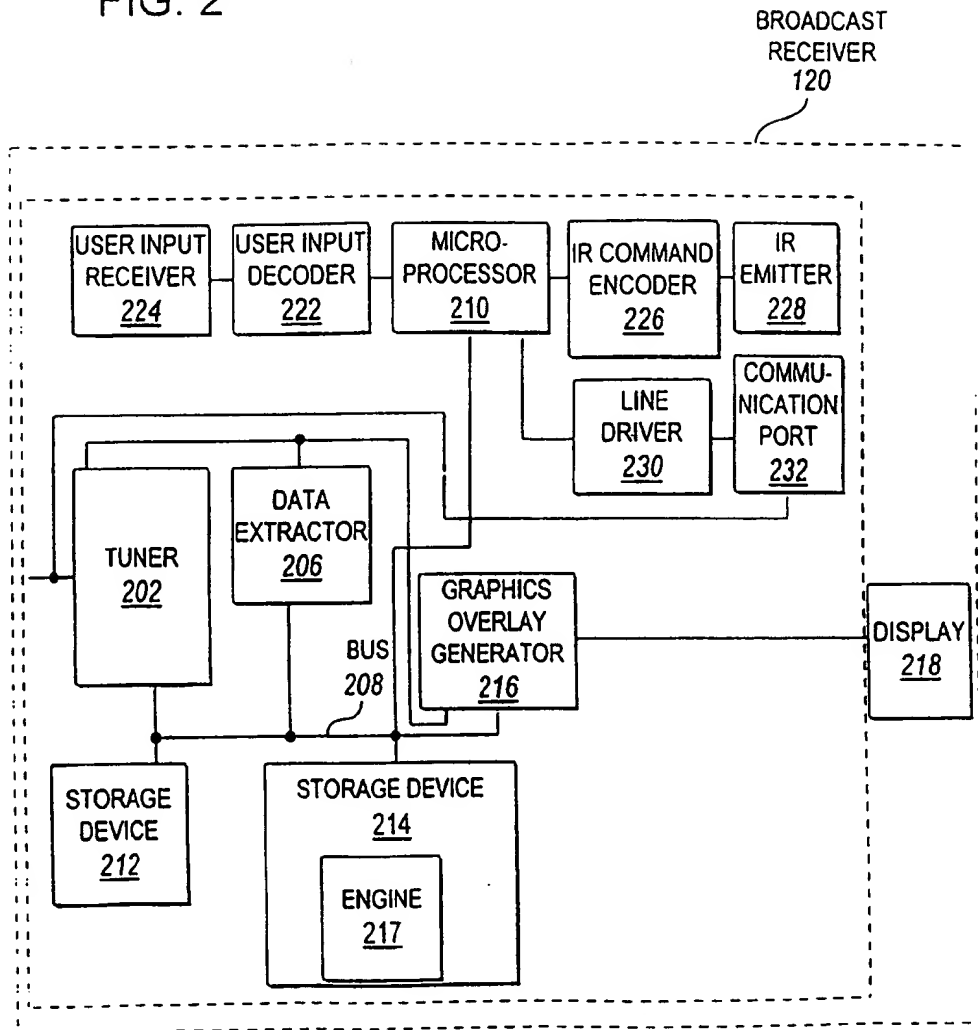 FIG. 2
BROADCAST
RECEIVER
120
USER INPUT
RECEIVER
224
USER INPUT
DECODER
222
MICRO-
PROCESSOR
210
IR COMMAND
ENCODER
226
IR
EMITTER
228
LINE
DRIVER
230
COMMU-
NICATION
PORT
232
TUNER
202
DATA
EXTRACTOR
206
GRAPHICS
OVERLAY
GENERATOR
216
DISPLAY
218
BUS
208
STORAGE
DEVICE
212
STORAGE DEVICE
214
ENGINE
217